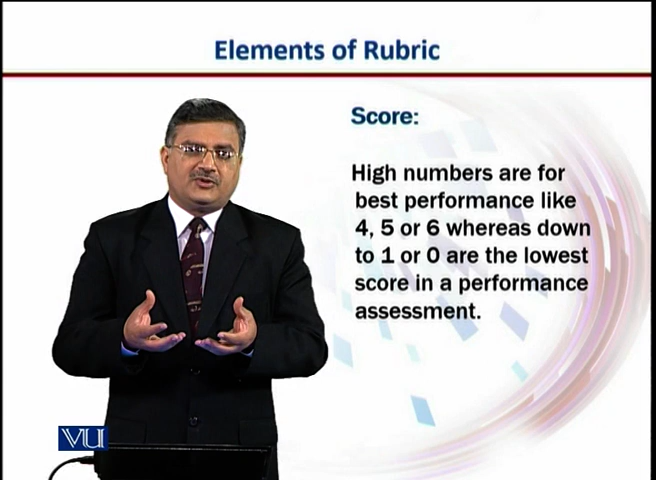 Elements of Rubric
Score:
High numbers are for
best performance like
4, 5 or 6 whereas down
to 1 or 0 are the lowest
score in a performance
assessment.
VU